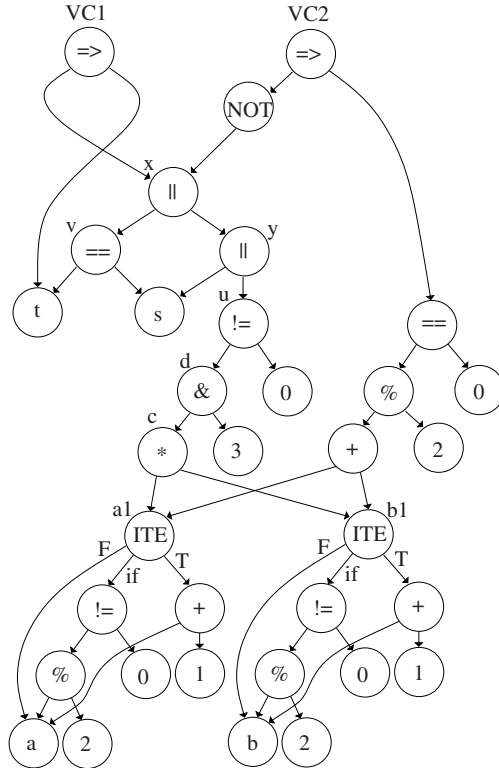 VC1 VC2
=> =>
NOT
x
||
v y
== ||
u
t s != ==
d
& 0 % 0
c
* 3 + 2
a1 b1
ITE ITE
F T F T
if if
!= + != +
% 0 1 % 0 1
a 2 b 2